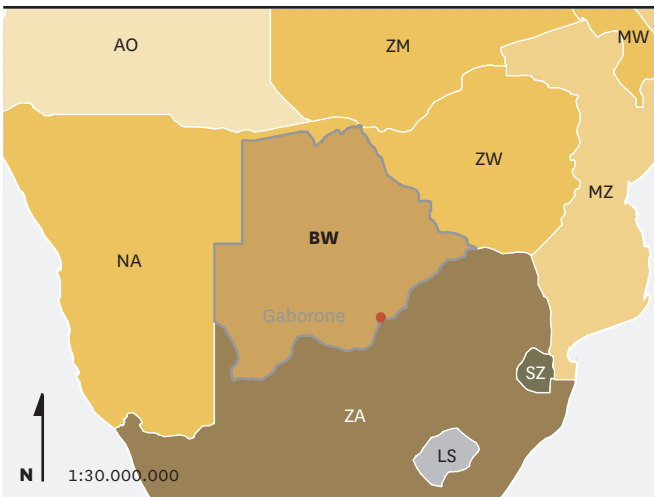 AO
ZM
MW
ZW
MZ
BW
NA
Gaborone
SZ
ZA
LS
N
1:30.000.000